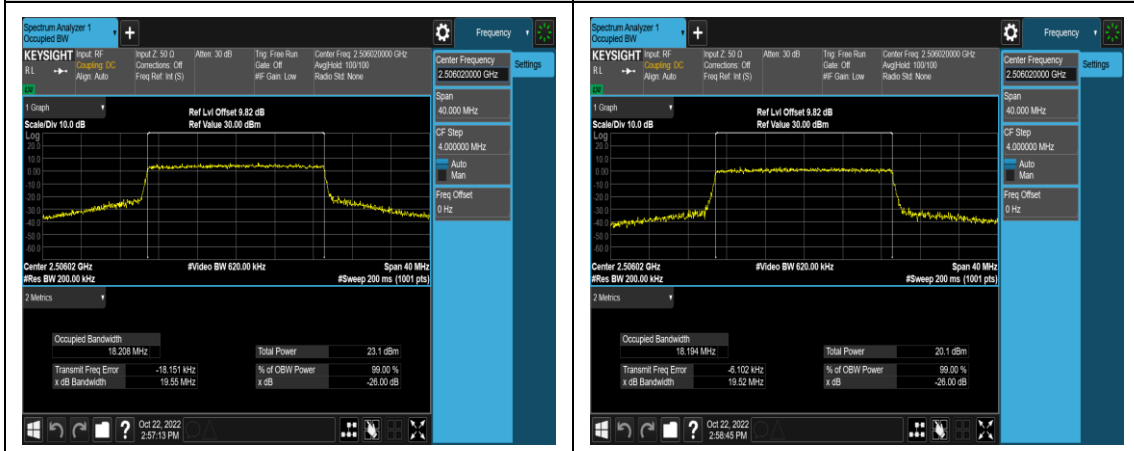 Spectrum Analyzer 1
Occupied BW
+
Frequency
KEYSIGHT
Input: RF
Input Z: 50 Ω
Atten: 30 dB
Trig: Free Run
Center Freq: 2.506020000 GHz
Coupling: DC
Corrections: Off
Gate: Off
Avg|Hold: 100/100
R L
Align: Auto
Freq Ref: Int (S)
#IF Gain: Low
Radio Std: None
Center Frequency
2.506020000 GHz
Settings
Span
40.000 MHz
CF Step
4.000000 MHz
Auto
Man
Freq Offset
0 Hz
1 Graph
Ref Lvl Offset 9.82 dB
Scale/Div 10.0 dB
Ref Value 30.00 dBm
Log
20.0
10.0
0.00
-10.0
-20.0
-30.0
-40.0
-50.0
-60.0
Center 2.50602 GHz
#Video BW 620.00 kHz
Span 40 MHz
#Res BW 200.00 kHz
#Sweep 200 ms (1001 pts)
2 Metrics
Occupied Bandwidth
18.208 MHz
Total Power
23.1 dBm
Transmit Freq Error
-18.151 kHz
% of OBW Power
99.00 %
x dB Bandwidth
19.55 MHz
x dB
-26.00 dB
?
Oct 22, 2022
2:57:13 PM
Spectrum Analyzer 1
Occupied BW
+
Frequency
KEYSIGHT
Input: RF
Input Z: 50 Ω
Atten: 30 dB
Trig: Free Run
Center Freq: 2.506020000 GHz
Coupling: DC
Corrections: Off
Gate: Off
Avg|Hold: 100/100
R L
Align: Auto
Freq Ref: Int (S)
#IF Gain: Low
Radio Std: None
Center Frequency
2.506020000 GHz
Settings
Span
40.000 MHz
CF Step
4.000000 MHz
Auto
Man
Freq Offset
0 Hz
1 Graph
Ref Lvl Offset 9.82 dB
Scale/Div 10.0 dB
Ref Value 30.00 dBm
Log
20.0
10.0
0.00
-10.0
-20.0
-30.0
-40.0
-50.0
-60.0
Center 2.50602 GHz
#Video BW 620.00 kHz
Span 40 MHz
#Res BW 200.00 kHz
#Sweep 200 ms (1001 pts)
2 Metrics
Occupied Bandwidth
18.194 MHz
Total Power
20.1 dBm
Transmit Freq Error
-6.102 kHz
% of OBW Power
99.00 %
x dB Bandwidth
19.52 MHz
x dB
-26.00 dB
?
Oct 22, 2022
2:58:45 PM